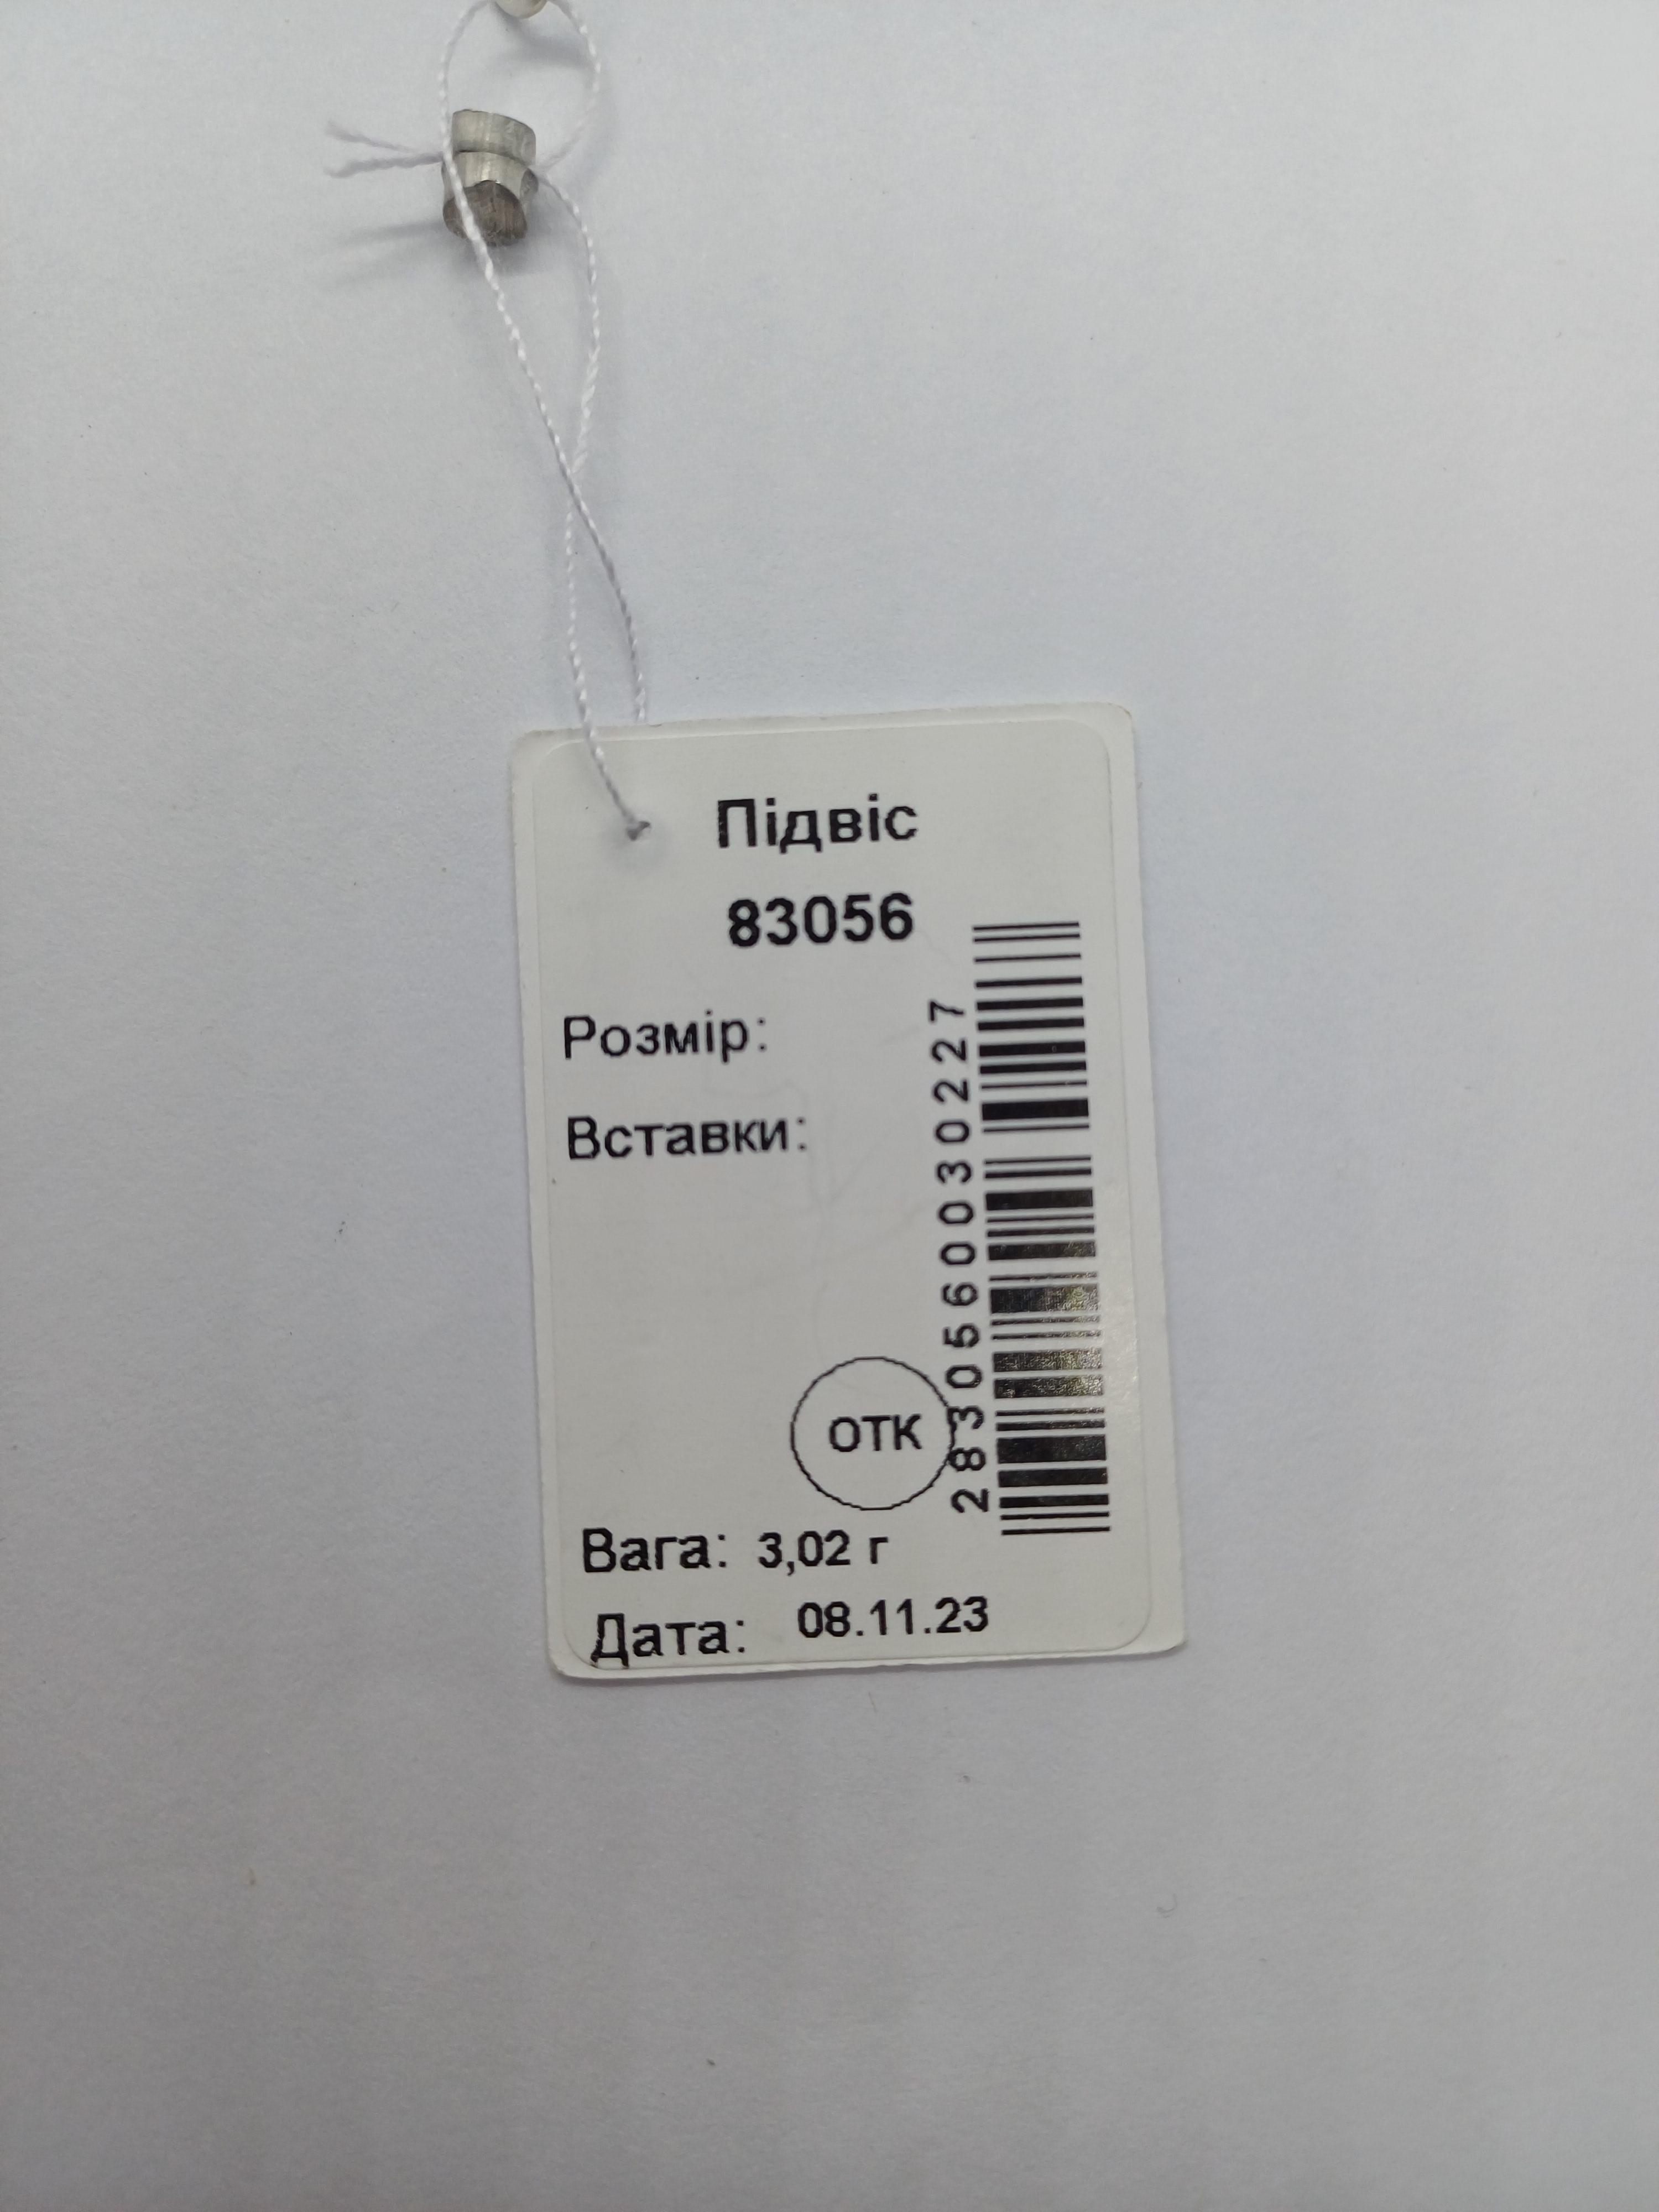 Підвіс
83056
Розмір:
Вставки:
2830560030227
ОТК
Вага: 3,02 г
Дата: 08.11.23